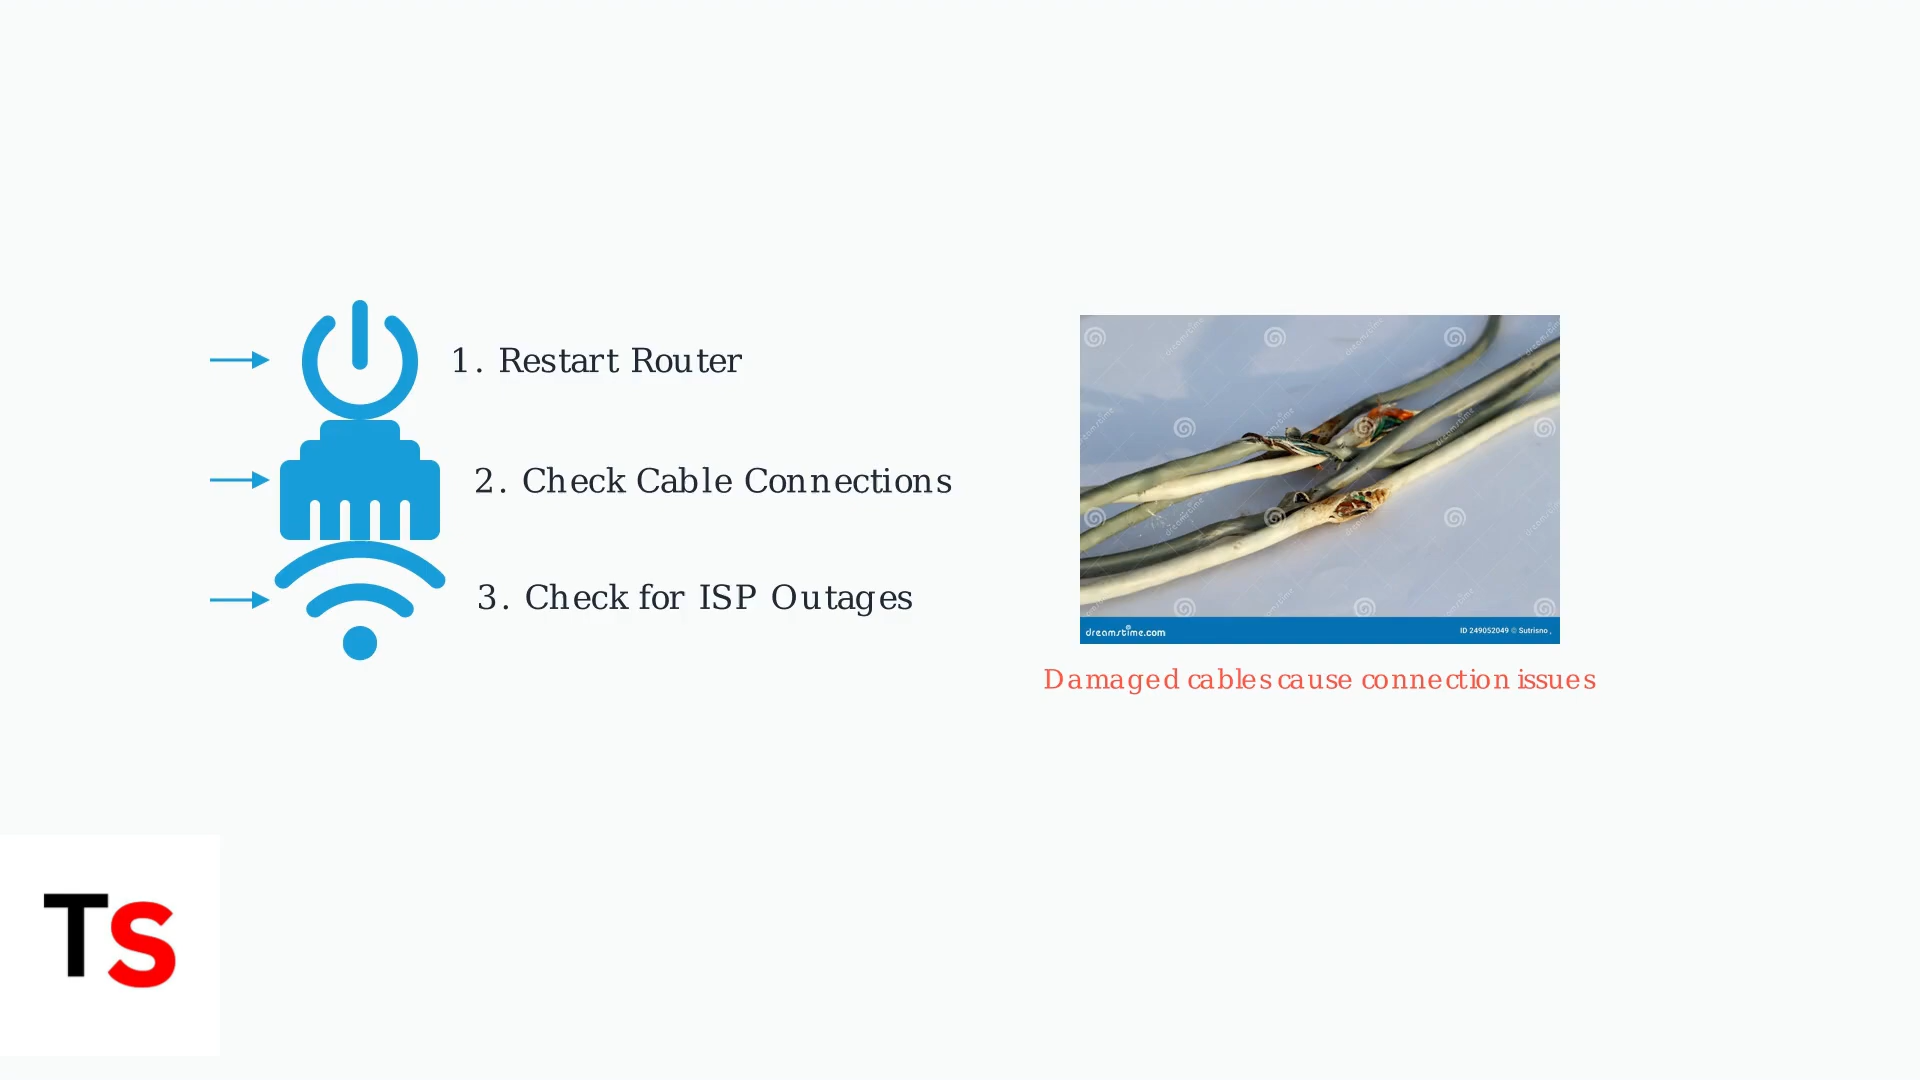 1. Restart Router
2. Check Cable Connections
3. Check for ISP Outages
dreamstime.com
ID 249052049 © Sutrisno ,
Damaged cables cause connection issues
TS